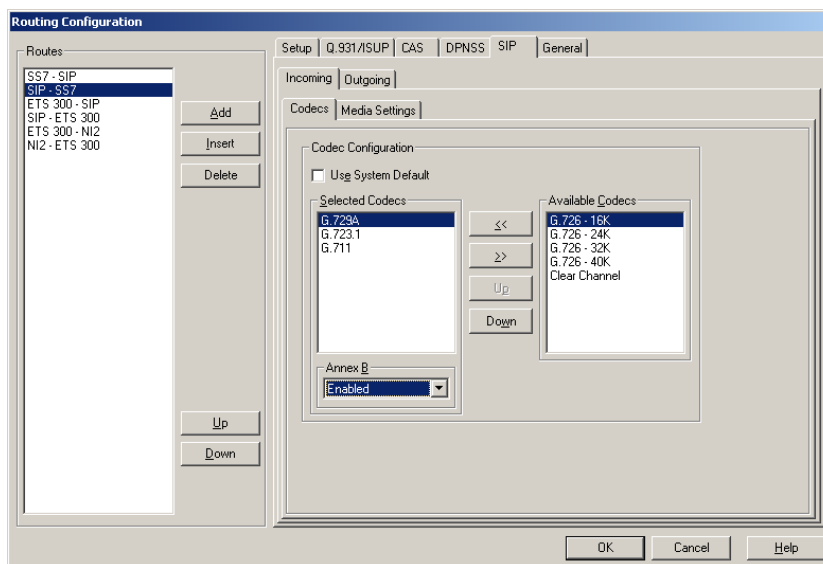 Routing Configuration
Routes
SS7 - SIP
SIP - SS7
ETS 300 - SIP
SIP - ETS 300
ETS 300 - NI2
NI2 - ETS 300
Add
Insert
Delete
Up
Down
Setup
Q.931/ISUP
CAS
DPNSS
SIP
General
Incoming
Outgoing
Codecs
Media Settings
Codec Configuration
Use System Default
Selected Codecs
G.729A
G.723.1
G.711
<<
>>
Up
Down
Available Codecs
G.726 - 16K
G.726 - 24K
G.726 - 32K
G.726 - 40K
Clear Channel
Annex B
Enabled
OK
Cancel
Help